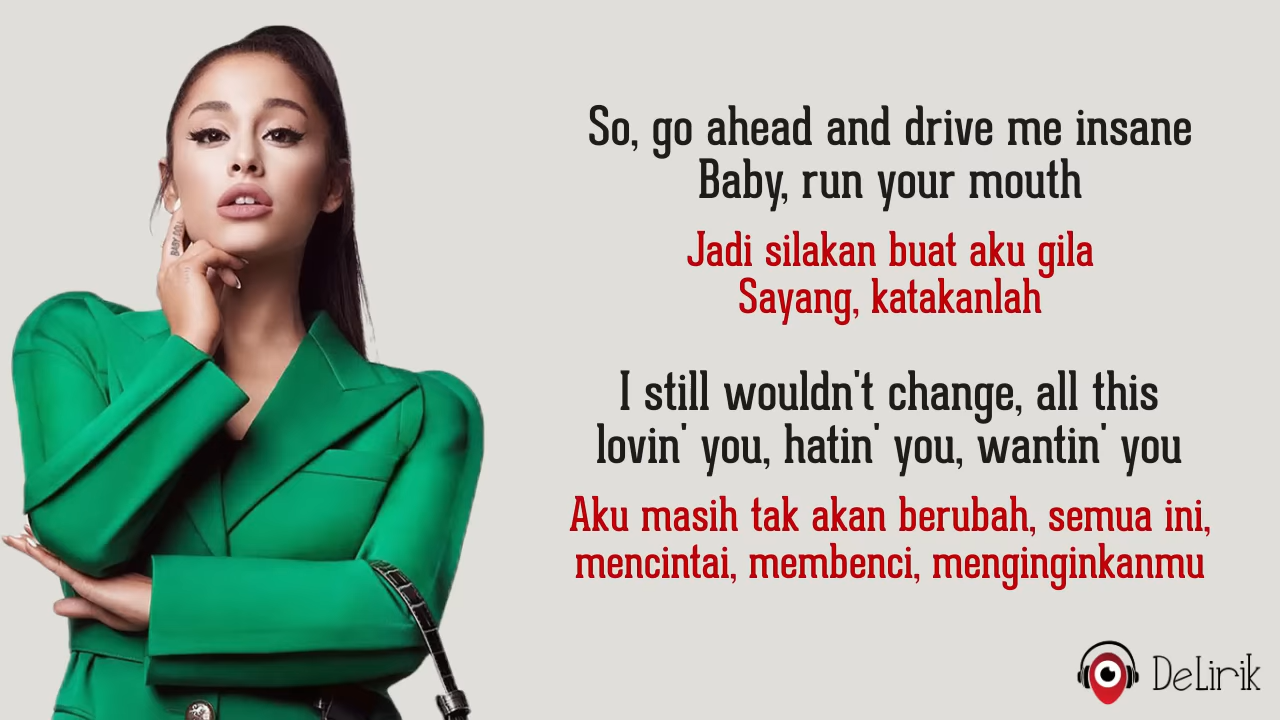 So, go ahead and drive me insane
Baby, run your mouth
Jadi silakan buat aku gila
Sayang, katakanlah
I still wouldn't change, all this
lovin' you, hatin' you, wantin' you
Aku masih tak akan berubah, semua ini,
mencintai, membenci, menginginkanmu
DeLirik